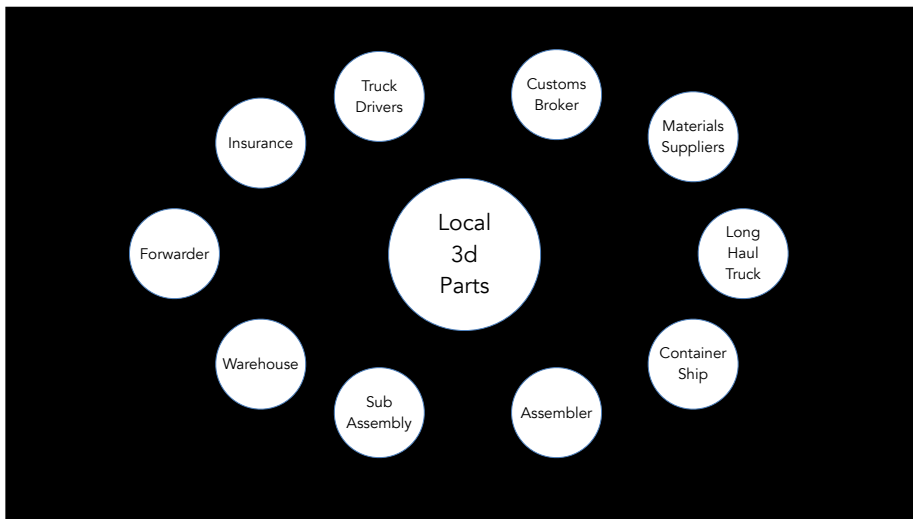 Truck
Drivers
Customs
Broker
Materials
Suppliers
Insurance
Local
3d
Parts
Long
Haul
Truck
Forwarder
Container
Ship
Warehouse
Sub
Assembly
Assembler